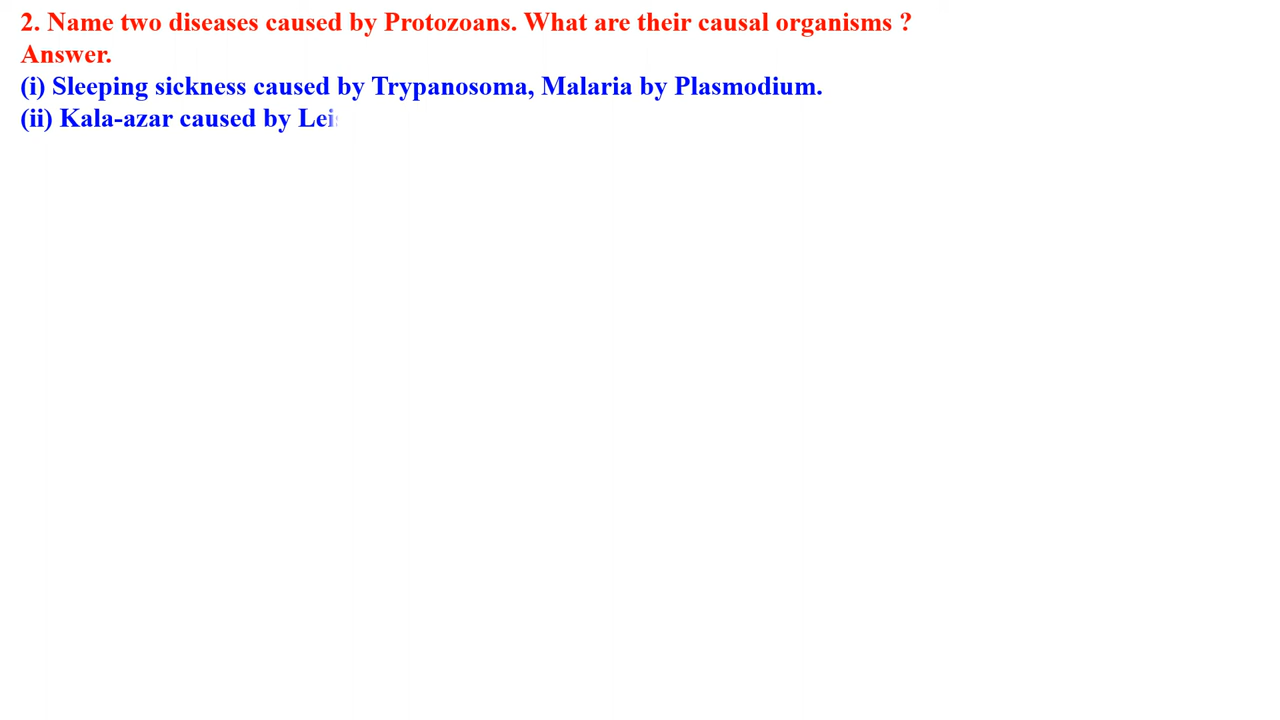 2. Name two diseases caused by Protozoans. What are their causal organisms ?
Answer.
(i) Sleeping sickness caused by Trypanosoma, Malaria by Plasmodium.
(ii) Kala-azar caused by Leis